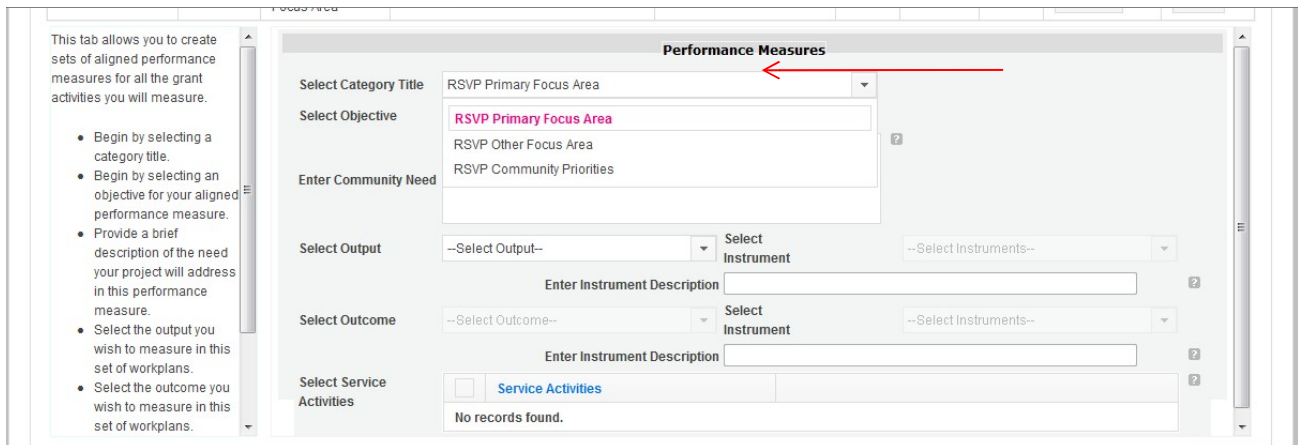 Focus Area
This tab allows you to create
sets of aligned performance
measures for all the grant
activities you will measure.
• Begin by selecting a
category title.
• Begin by selecting an
objective for your aligned
performance measure.
• Provide a brief
description of the need
your project will address
in this performance
measure.
• Select the output you
wish to measure in this
set of workplans.
• Select the outcome you
wish to measure in this
set of workplans.
Performance Measures
Select Category Title RSVP Primary Focus Area
Select Objective
RSVP Primary Focus Area
RSVP Other Focus Area
RSVP Community Priorities
Enter Community Need
Select Output --Select Output-- Select Instrument --Select Instruments--
Enter Instrument Description
Select Outcome --Select Outcome-- Select Instrument --Select Instruments--
Enter Instrument Description
Select Service Activities
Service Activities
No records found.